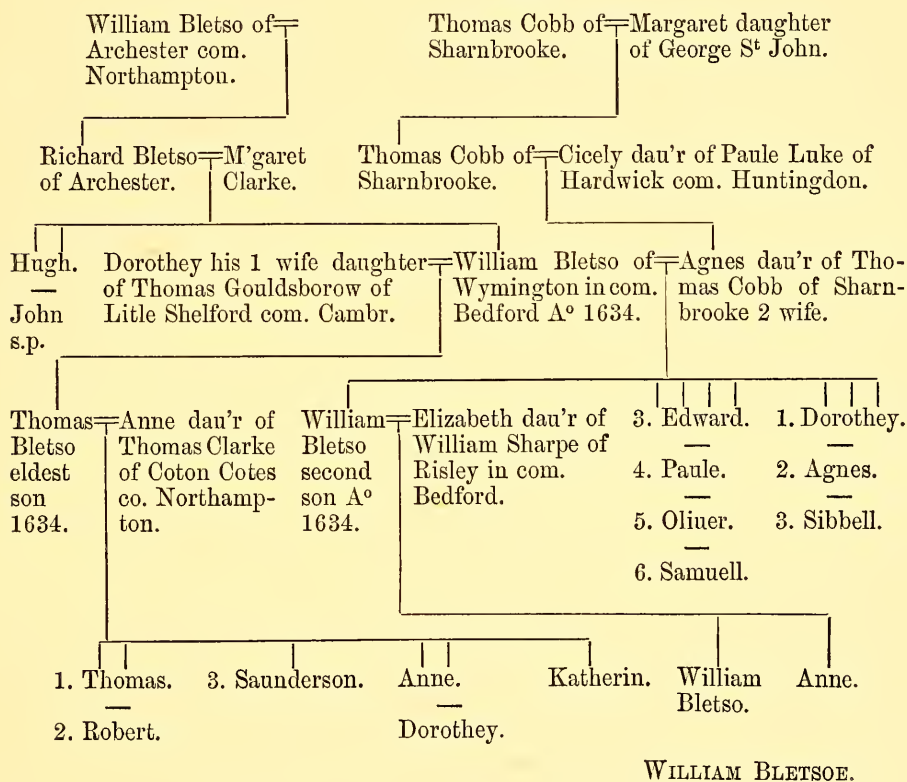 William Bletso of
Archester com.
Northampton.
Thomas Cobb of
Sharnbrooke.
Margaret daughter
of George Sᵗ John.
Richard Bletso
of Archester.
M'garet
Clarke.
Thomas Cobb of
Sharnbrooke.
Cicely dau'r of Paule Luke of
Hardwick com. Huntingdon.
Hugh.
—
John
s.p.
Dorothey his 1 wife daughter
of Thomas Gouldsborow of
Litle Shelford com. Cambr.
William Bletso of
Wymington in com.
Bedford Aº 1634.
Agnes dau'r of Tho-
mas Cobb of Sharn-
brooke 2 wife.
Thomas
Bletso
eldest
son
1634.
Anne dau'r of
Thomas Clarke
of Coton Cotes
co. Northamp-
ton.
William
Bletso
second
son Aº
1634.
Elizabeth dau'r of
William Sharpe of
Risley in com.
Bedford.
3. Edward.
—
4. Paule.
—
5. Oliuer.
—
6. Samuell.
1. Dorothey.
—
2. Agnes.
—
3. Sibbell.
1. Thomas.
—
2. Robert.
3. Saunderson.
Anne.
—
Dorothey.
Katherin.
William
Bletso.
Anne.
WILLIAM BLETSOE.